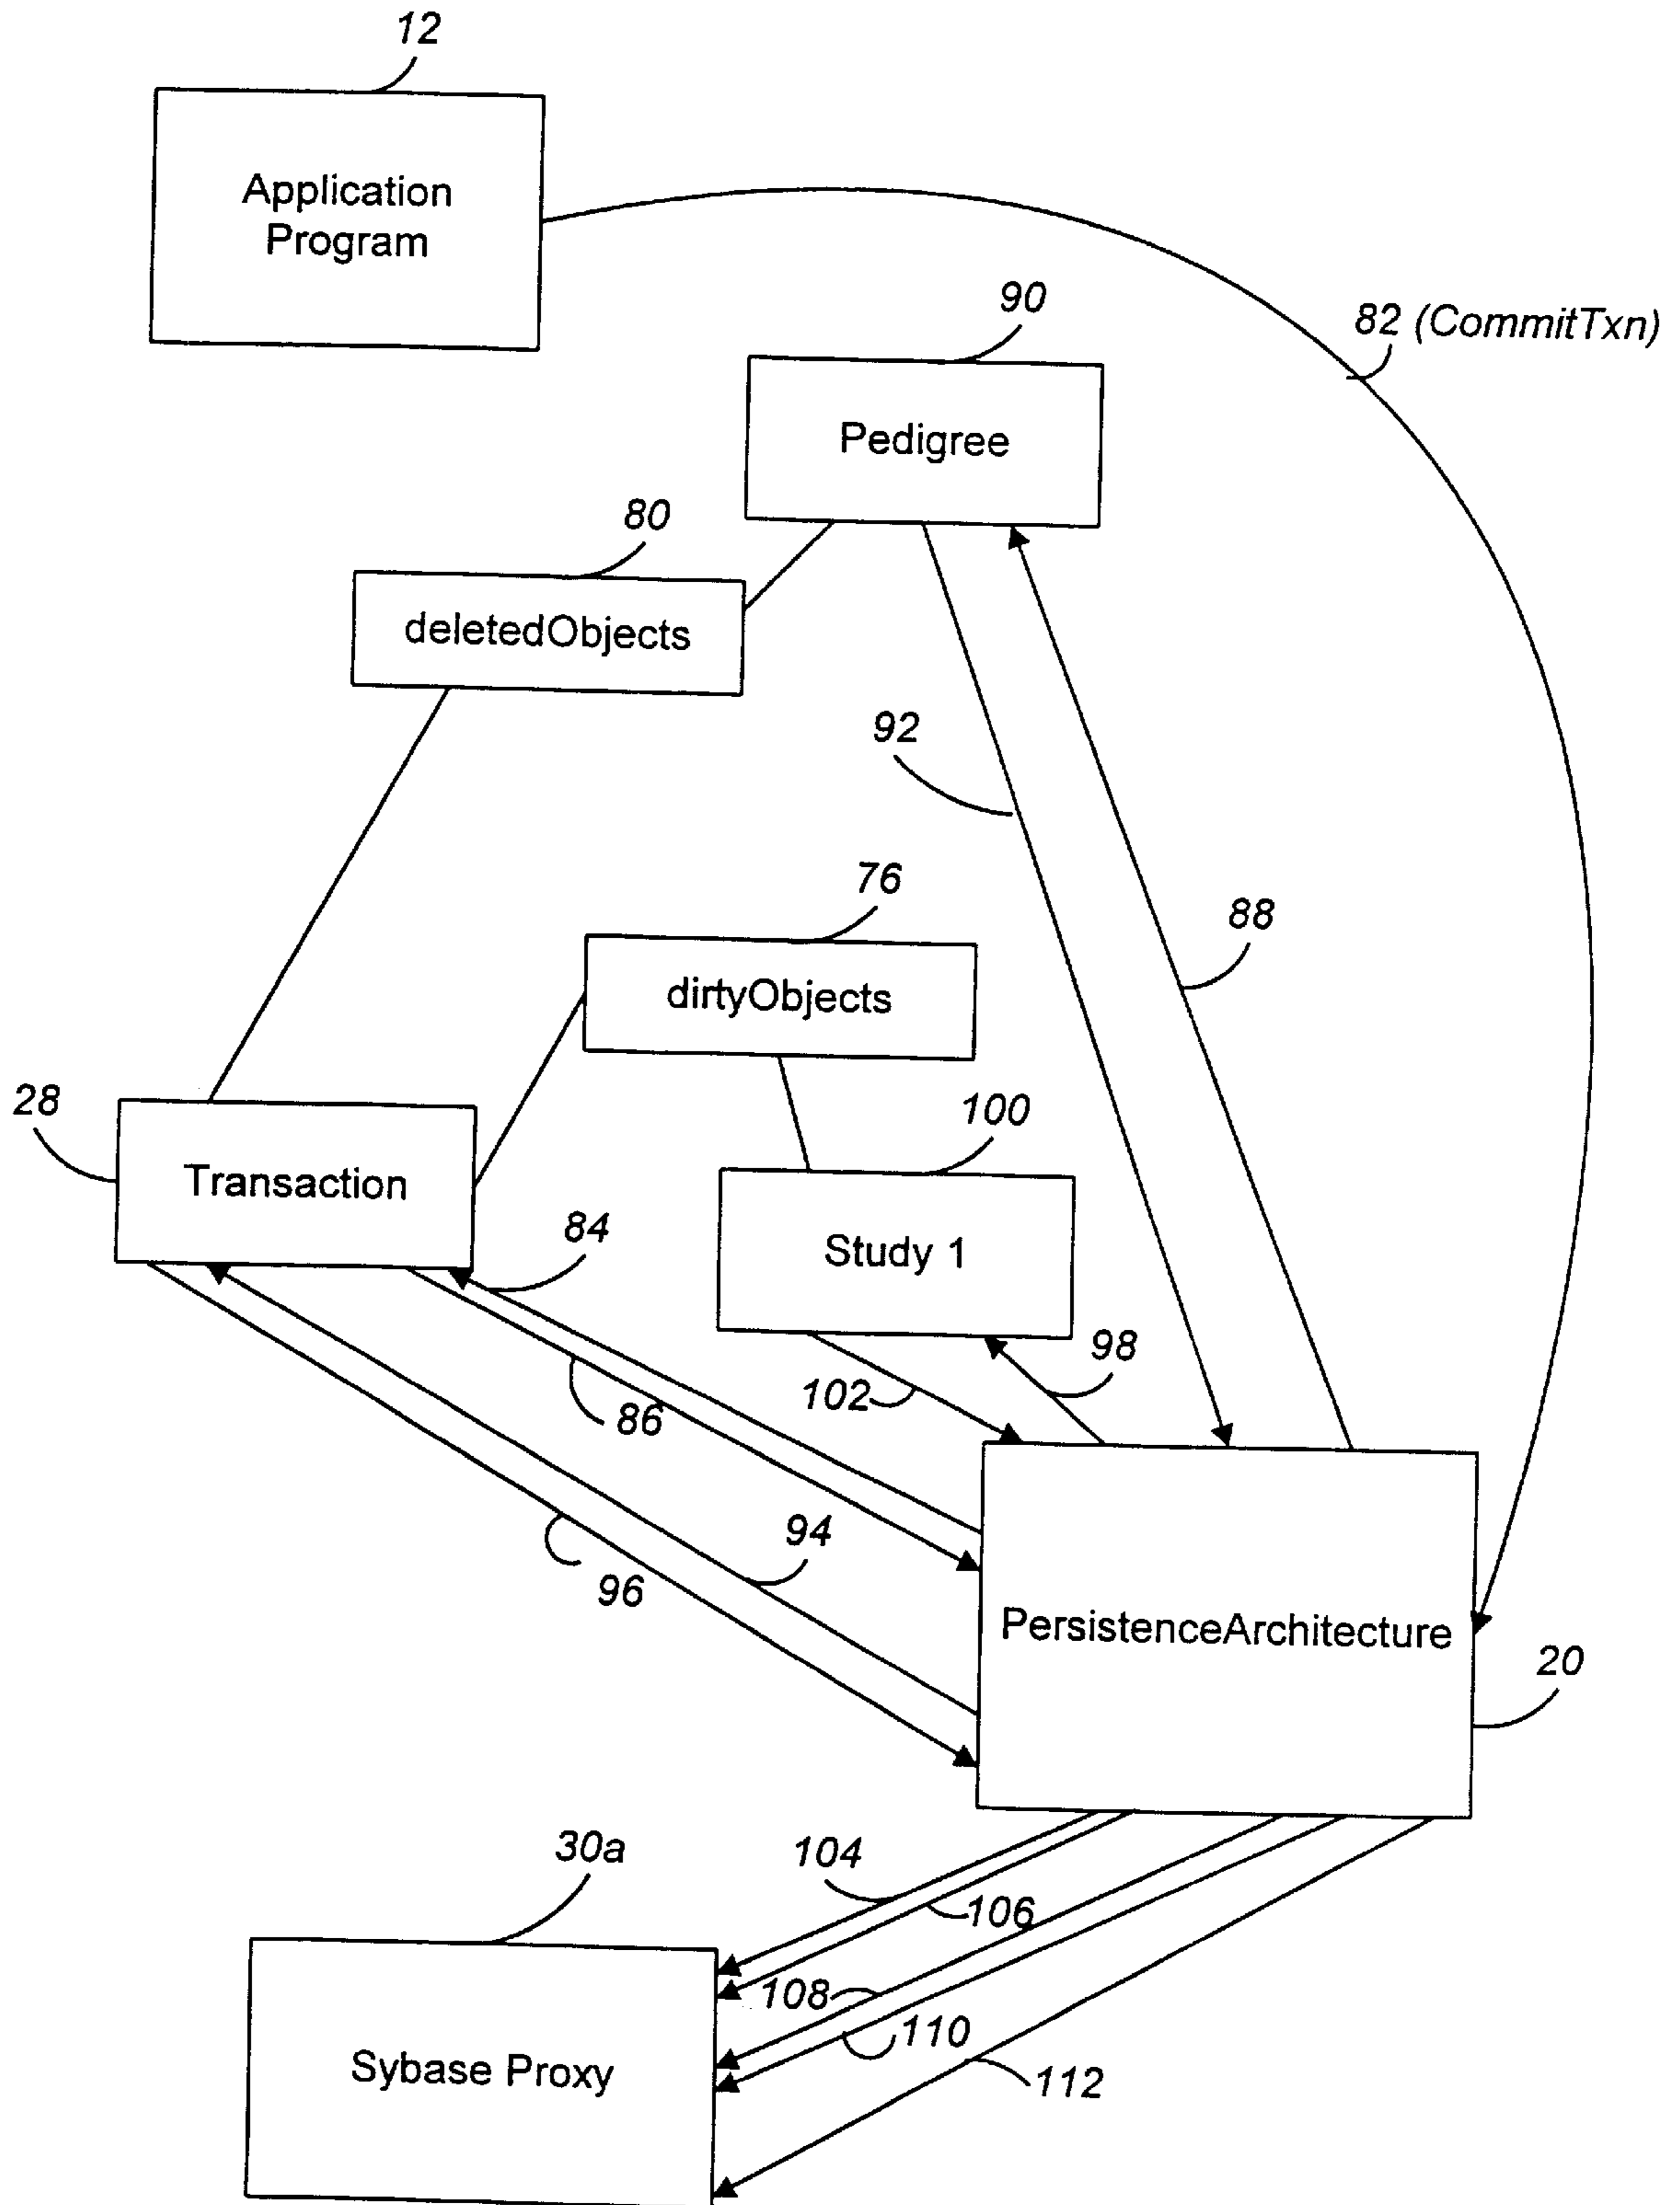 12
Application
Program
82 (CommitTxn)
90
Pedigree
80
deletedObjects
92
76
88
dirtyObjects
28
100
Transaction
84
Study 1
98
102
86
94
96
PersistenceArchitecture
20
30a
104
106
108
110
Sybase Proxy
112